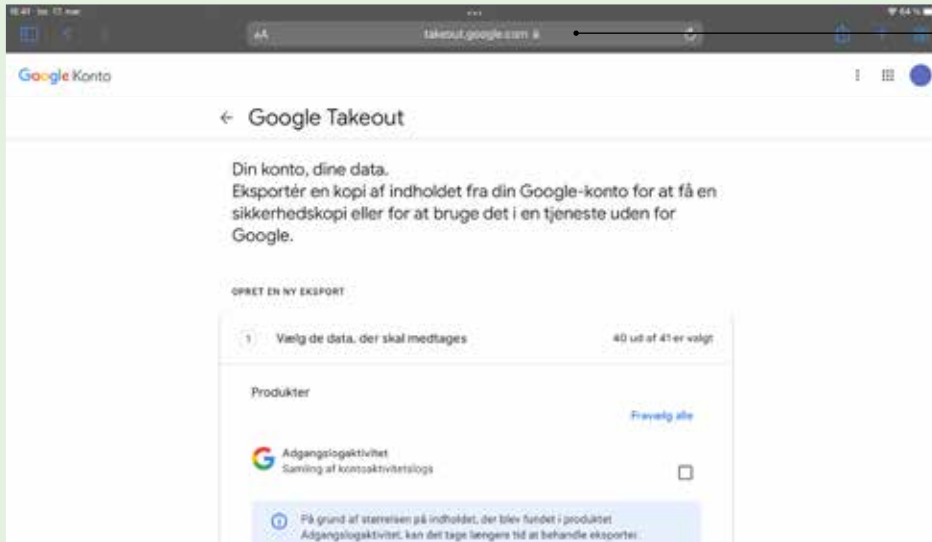 takeout.google.com
64 %
Google Konto
Google Takeout
Din konto, dine data.
Eksportér en kopi af indholdet fra din Google-konto for at få en
sikkerhedskopi eller for at bruge det i en tjeneste uden for
Google.
OPRET EN NY EKSPORT
1 Vælg de data, der skal medtages
40 ud af 41 er valgt
Produkter
Fravælg alle
Adgangslogaktivitet
Samling af kontoaktivitetslogs
På grund af størrelsen på indholdet, der blev fundet i produktet
Adgangslogaktivitet, kan det tage længere tid at behandle eksporter.